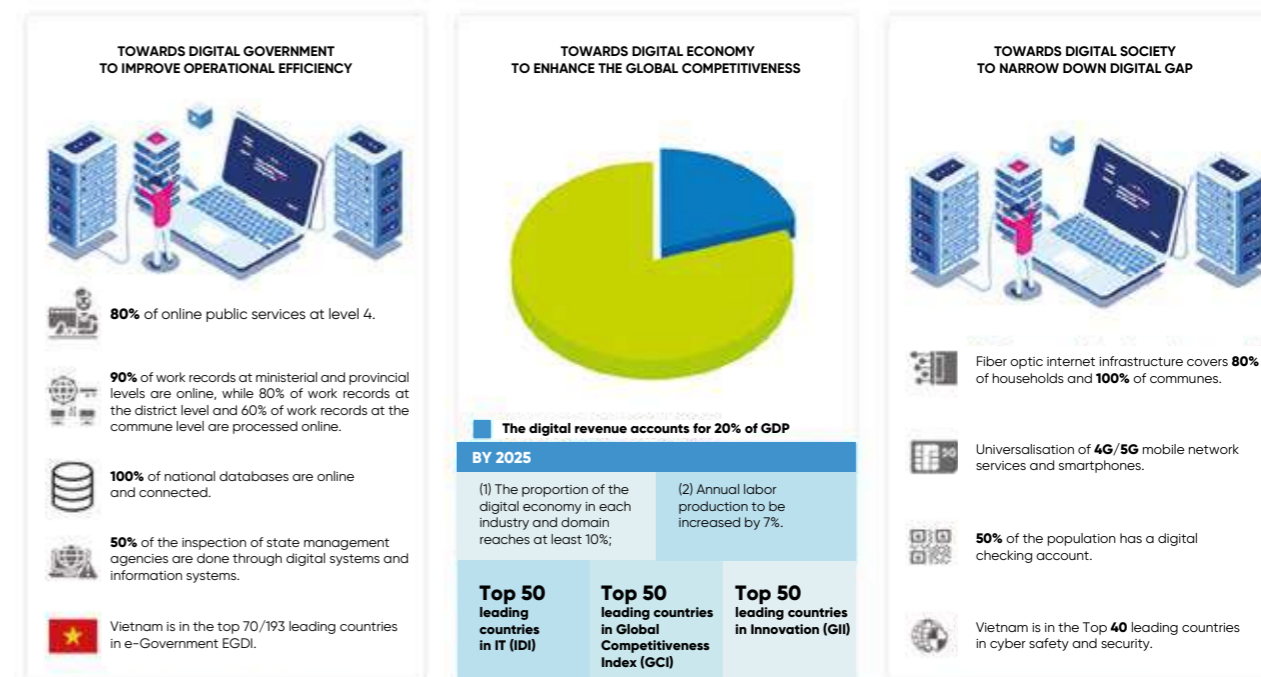 TOWARDS DIGITAL GOVERNMENT
TO IMPROVE OPERATIONAL EFFICIENCY
80% of online public services at level 4.
90% of work records at ministerial and provincial
levels are online, while 80% of work records at
the district level and 60% of work records at the
commune level are processed online.
100% of national databases are online
and connected.
50% of the inspection of state management
agencies are done through digital systems and
information systems.
Vietnam is in the top 70/193 leading countries
in e-Government EGDI.
TOWARDS DIGITAL ECONOMY
TO ENHANCE THE GLOBAL COMPETITIVENESS
The digital revenue accounts for 20% of GDP
BY 2025
(1) The proportion of the
digital economy in each
industry and domain
reaches at least 10%;
(2) Annual labor
production to be
increased by 7%.
Top 50
leading
countries
in IT (IDI)
Top 50
leading countries
in Global
Competitiveness
Index (GCI)
Top 50
leading countries
in Innovation (GII)
TOWARDS DIGITAL SOCIETY
TO NARROW DOWN DIGITAL GAP
Fiber optic internet infrastructure covers 80%
of households and 100% of communes.
5G
Universalisation of 4G/5G mobile network
services and smartphones.
50% of the population has a digital
checking account.
Vietnam is in the Top 40 leading countries
in cyber safety and security.